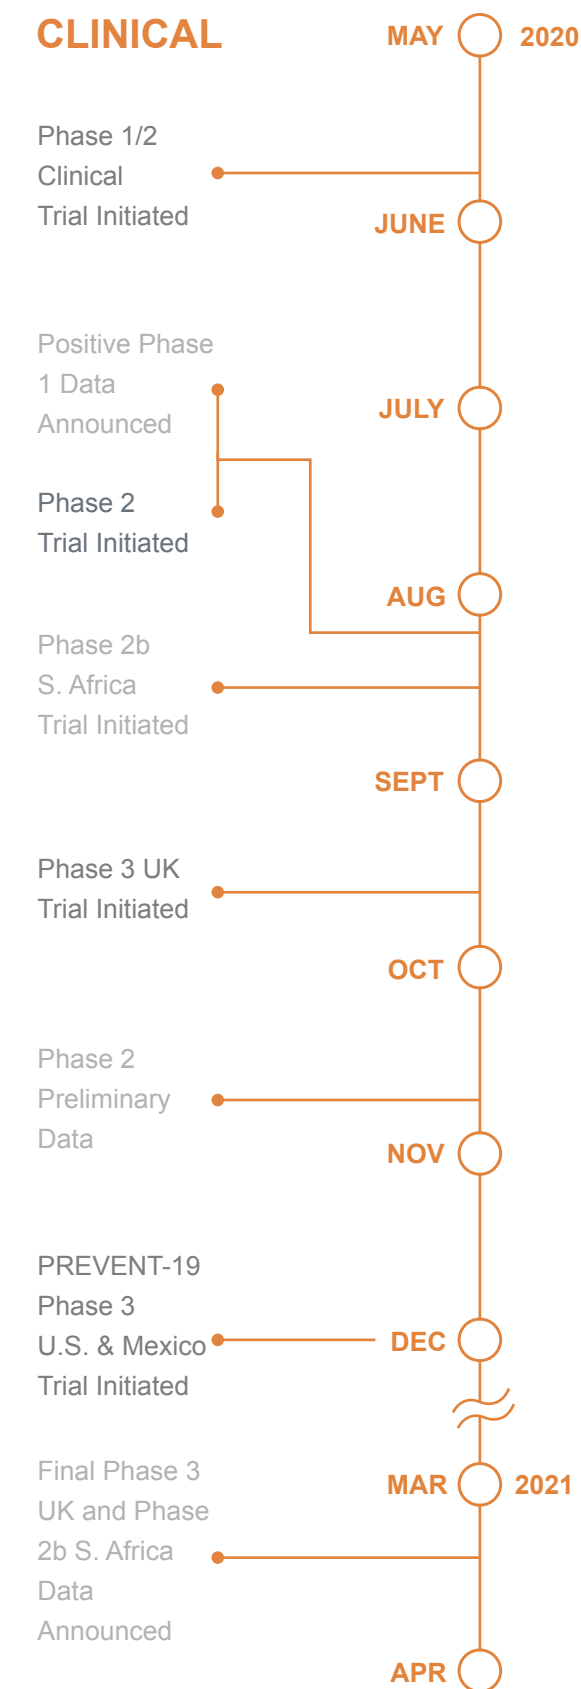 CLINICAL
MAY 2020
Phase 1/2
Clinical
Trial Initiated
JUNE
Positive Phase
1 Data
Announced
JULY
Phase 2
Trial Initiated
AUG
Phase 2b
S. Africa
Trial Initiated
SEPT
Phase 3 UK
Trial Initiated
OCT
Phase 2
Preliminary
Data
NOV
PREVENT-19
Phase 3
U.S. & Mexico
Trial Initiated
DEC
Final Phase 3
UK and Phase
2b S. Africa
Data
Announced
MAR 2021
APR